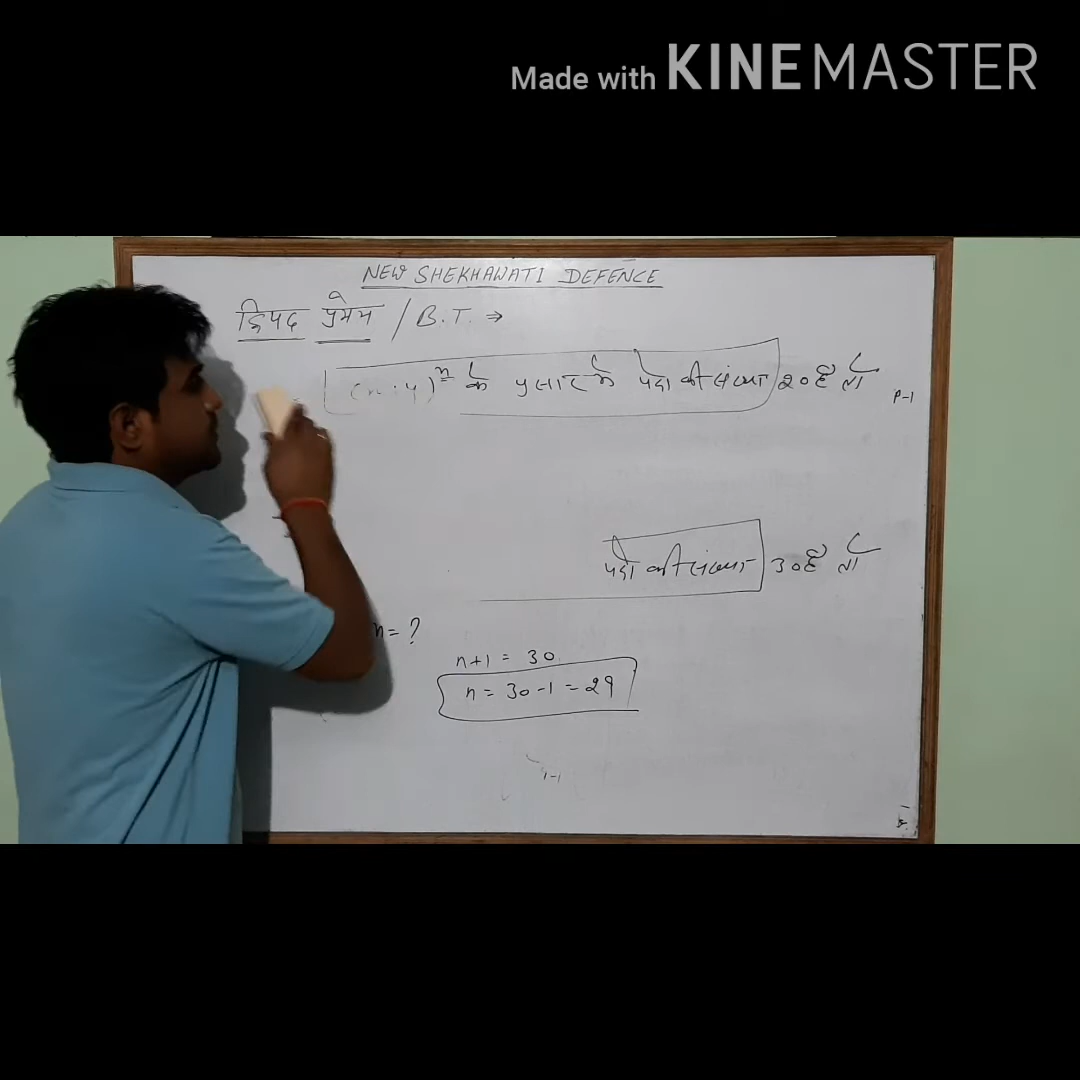 Made with KINEMASTER
NEW SHEKHAWATI DEFENCE
द्विपद प्रमेय / B.T. ⇒
)ⁿ के प्रसार के पदों की संख्या 20 है तो
P-1
पदों की संख्या 30 है तो
n = ?
n+1 = 30
n = 30 - 1 = 29